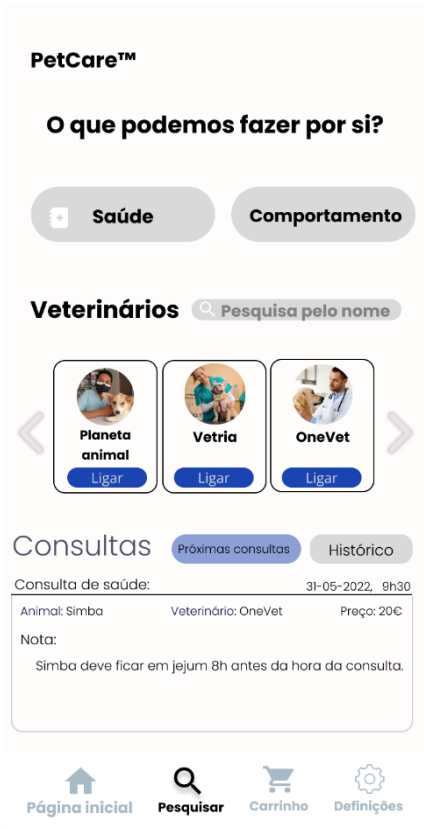 PetCare™
O que podemos fazer por si?
Saúde
Comportamento
Veterinários
Pesquisa pelo nome
Planeta
animal
Ligar
Vetria
Ligar
OneVet
Ligar
Consultas
Próximas consultas
Histórico
Consulta de saúde:
31-05-2022, 9h30
Animal: Simba
Veterinário: OneVet
Preço: 20€
Nota:
Simba deve ficar em jejum 8h antes da hora da consulta.
Página inicial
Pesquisar
Carrinho
Definições